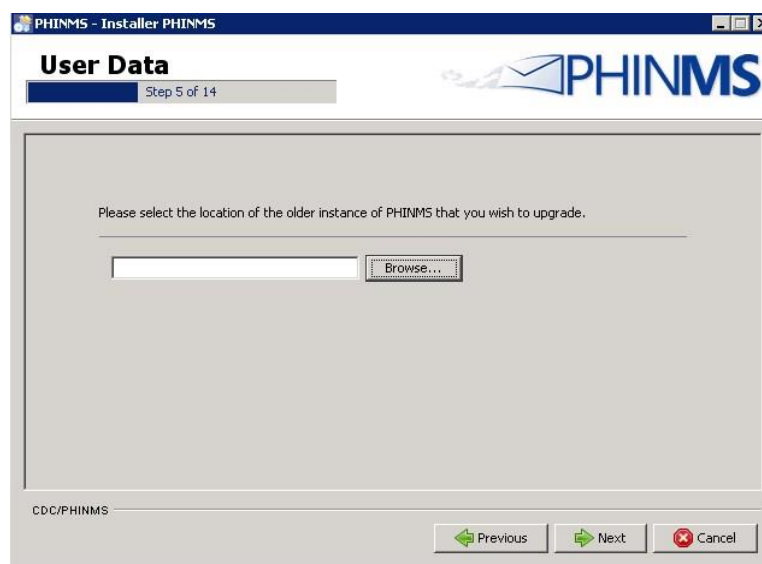 PHINMS - Installer PHINMS
User Data
Step 5 of 14
PHINMS
Please select the location of the older instance of PHINMS that you wish to upgrade.
Browse...
CDC/PHINMS
Previous
Next
Cancel